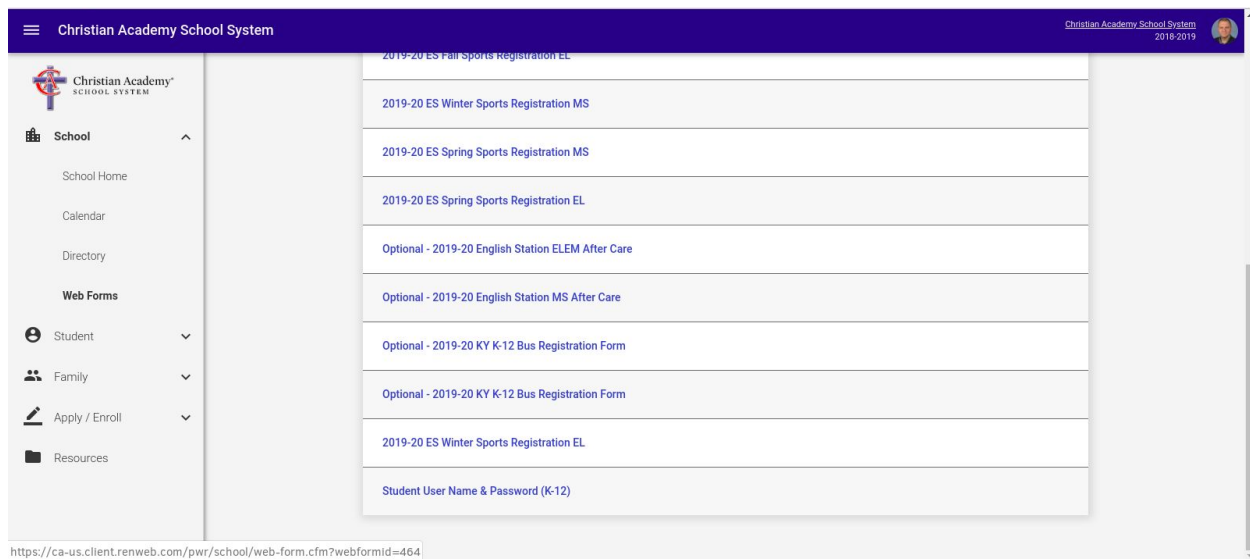 Christian Academy School System
Christian Academy School System
2018-2019
Christian Academy
SCHOOL SYSTEM
School
School Home
Calendar
Directory
Web Forms
Student
Family
Apply / Enroll
Resources
2019-20 ES Fall Sports Registration EL
2019-20 ES Winter Sports Registration MS
2019-20 ES Spring Sports Registration MS
2019-20 ES Spring Sports Registration EL
Optional - 2019-20 English Station ELEM After Care
Optional - 2019-20 English Station MS After Care
Optional - 2019-20 KY K-12 Bus Registration Form
Optional - 2019-20 KY K-12 Bus Registration Form
2019-20 ES Winter Sports Registration EL
Student User Name & Password (K-12)
https://ca-us.client.renweb.com/pwr/school/web-form.cfm?webformid=464